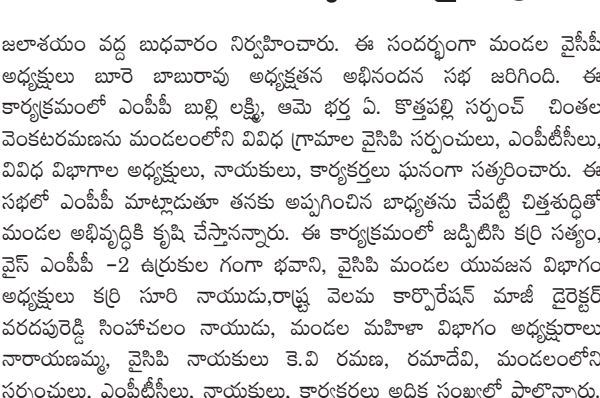 జలాశయం వద్ద బుధవారం నిర్వహించారు. ఈ సందర్భంగా మండల వైసీపీ
అధ్యక్షులు బూరె బాబురావు అధ్యక్షతన అభినందన సభ జరిగింది. ఈ
కార్యక్రమంలో ఎంపీపీ బుల్లి లక్ష్మి, ఆమె భర్త ఏ. కొత్తపల్లి సర్పంచ్ చింతల
వెంకటరమణను మండలంలోని వివిధ గ్రామాల వైసిపి సర్పంచులు, ఎంపీటీసీలు,
వివిధ విభాగాల అధ్యక్షులు, నాయకులు, కార్యకర్తలు ఘనంగా సత్కరించారు. ఈ
సభలో ఎంపీపీ మాట్లాడుతూ తనకు అప్పగించిన బాధ్యతను చేపట్టి చిత్తశుద్ధితో
మండల అభివృద్ధికి కృషి చేస్తానన్నారు. ఈ కార్యక్రమంలో జడ్పిటిసి కర్రి సత్యం,
వైస్ ఎంపీపీ -2 ఉర్రుకుల గంగా భవాని, వైసిపి మండల యువజన విభాగం
అధ్యక్షులు కర్రి సూరి నాయుడు,రాష్ట్ర వెలమ కార్పొరేషన్ మాజీ డైరెక్టర్
వరదపురెడ్డి సింహాచలం నాయుడు, మండల మహిళా విభాగం అధ్యక్షురాలు
నారాయణమ్మ, వైసిపి నాయకులు కె.వి రమణ, రమాదేవి, మండలంలోని
సర్పంచులు, ఎంపీటీసీలు, నాయకులు, కార్యకర్తలు అధిక సంఖ్యలో పాల్గొన్నారు.